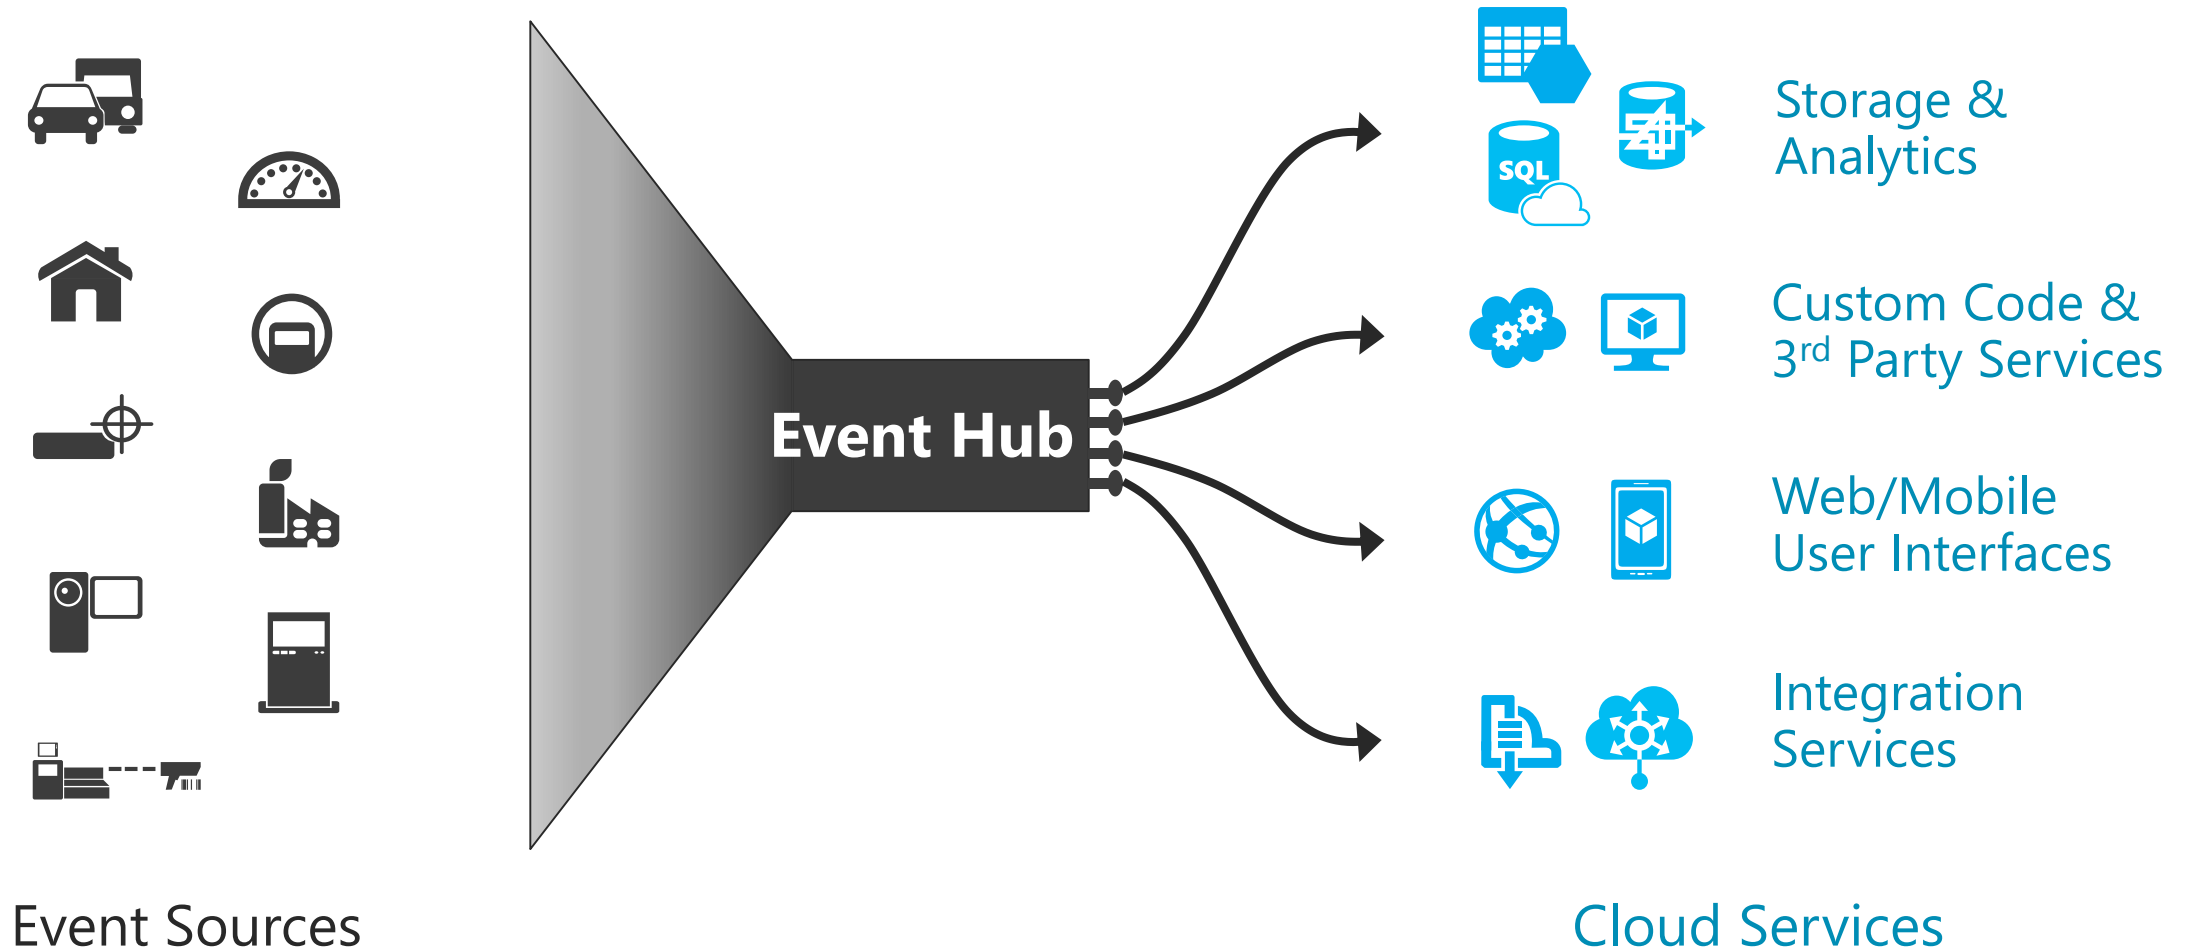 SQL
Storage &
Analytics
Event Hub
Custom Code &
3rd Party Services
Web/Mobile
User Interfaces
Integration
Services
Event Sources
Cloud Services